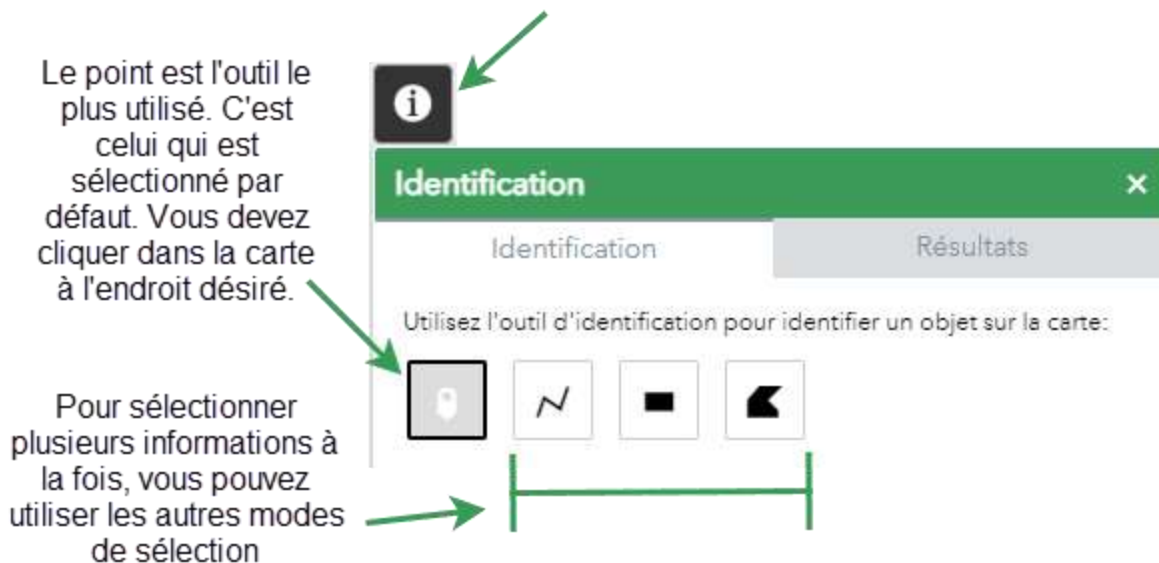 Le point est l'outil le
plus utilisé. C'est
celui qui est
sélectionné par
défaut. Vous devez
cliquer dans la carte
à l'endroit désiré.
Identification
Identification
Résultats
Utilisez l'outil d'identification pour identifier un objet sur la carte:
Pour sélectionner
plusieurs informations à
la fois, vous pouvez
utiliser les autres modes
de sélection